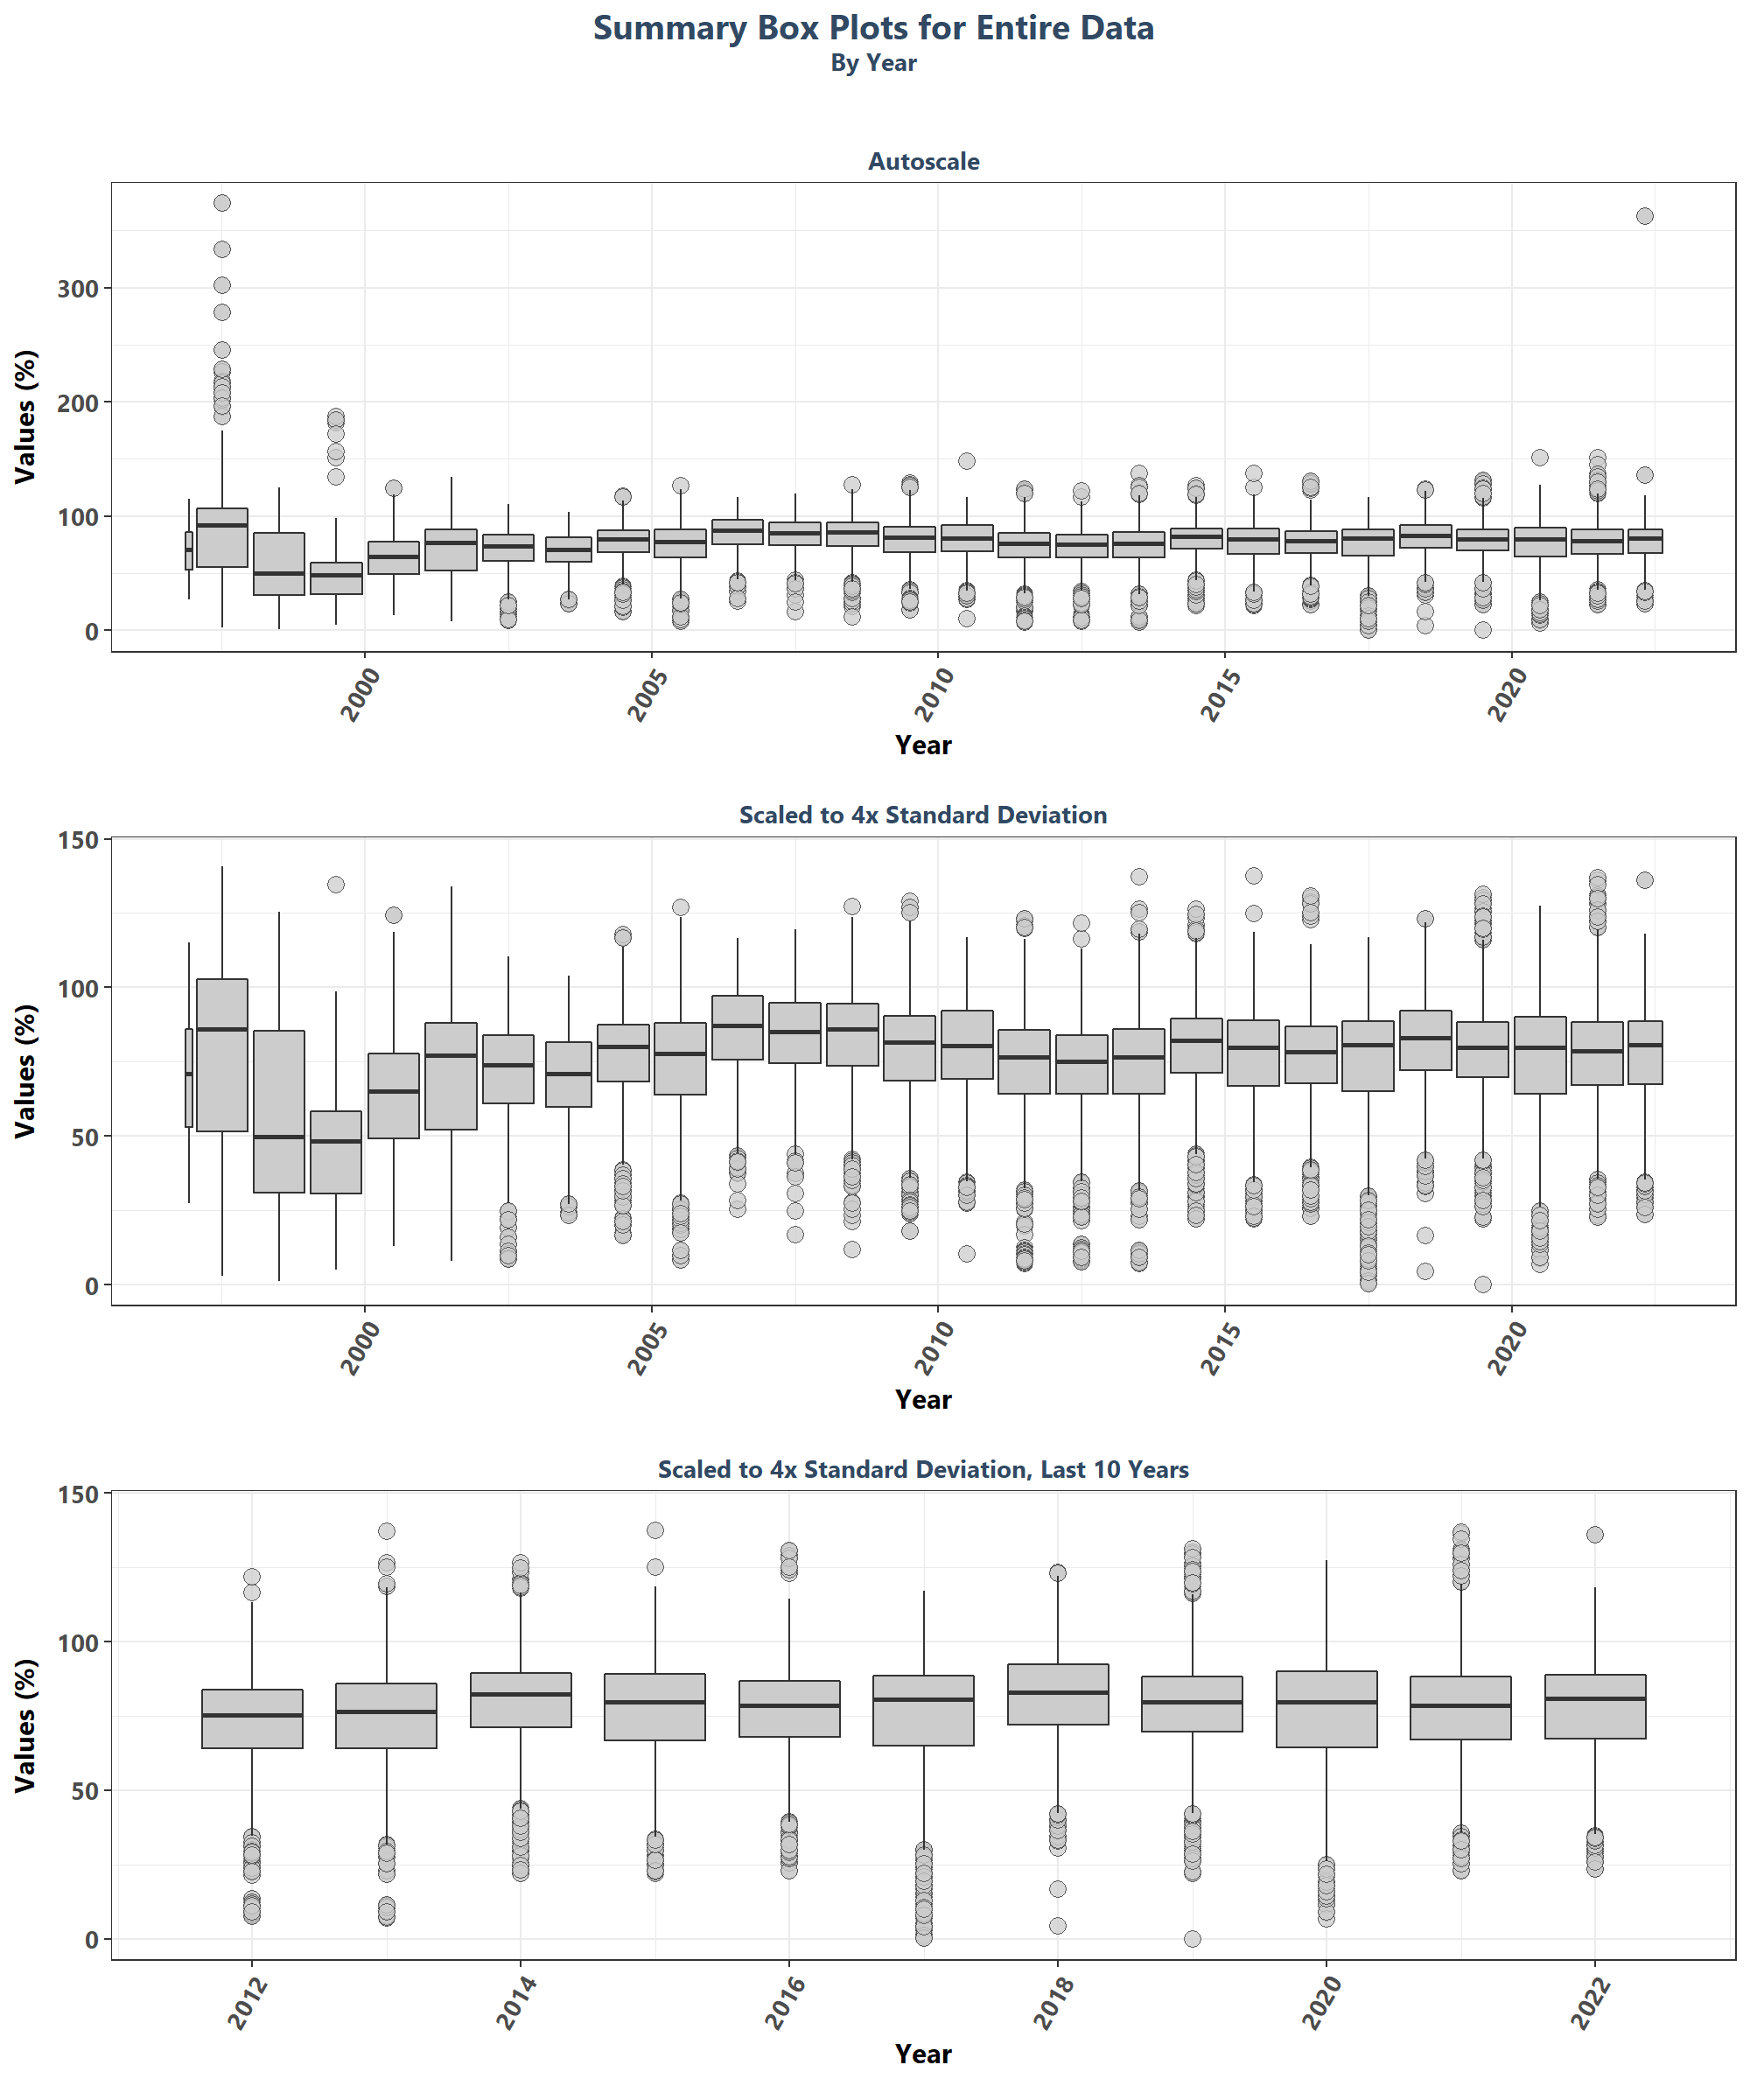 Summary Box Plots for Entire Data
By Year
Autoscale
Values (%)
300
200
100
0
2000
2005
2010
2015
2020
Year
Scaled to 4x Standard Deviation
Values (%)
150
100
50
0
2000
2005
2010
2015
2020
Year
Scaled to 4x Standard Deviation, Last 10 Years
Values (%)
150
100
50
0
2012
2014
2016
2018
2020
2022
Year